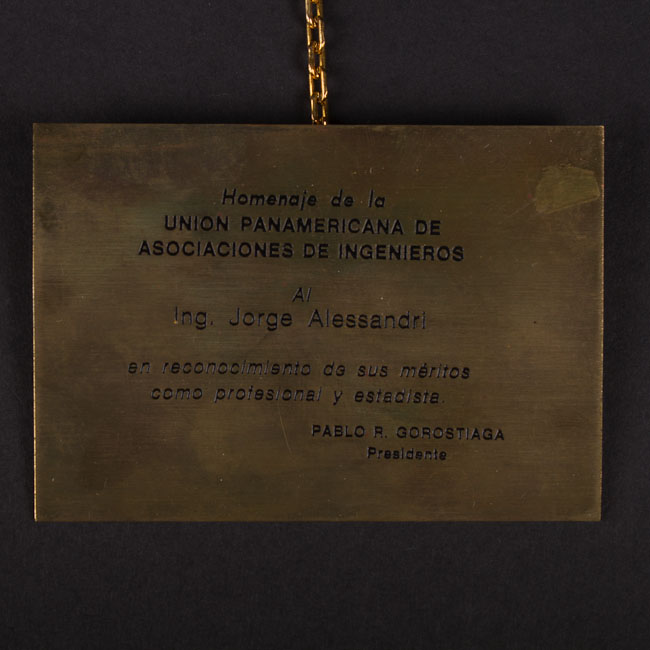 Homenaje de la
UNION PANAMERICANA DE
ASOCIACIONES DE INGENIEROS
Al
Ing. Jorge Alessandri
en reconocimiento de sus méritos
como profesional y estadista.
PABLO R. GOROSTIAGA
Presidente